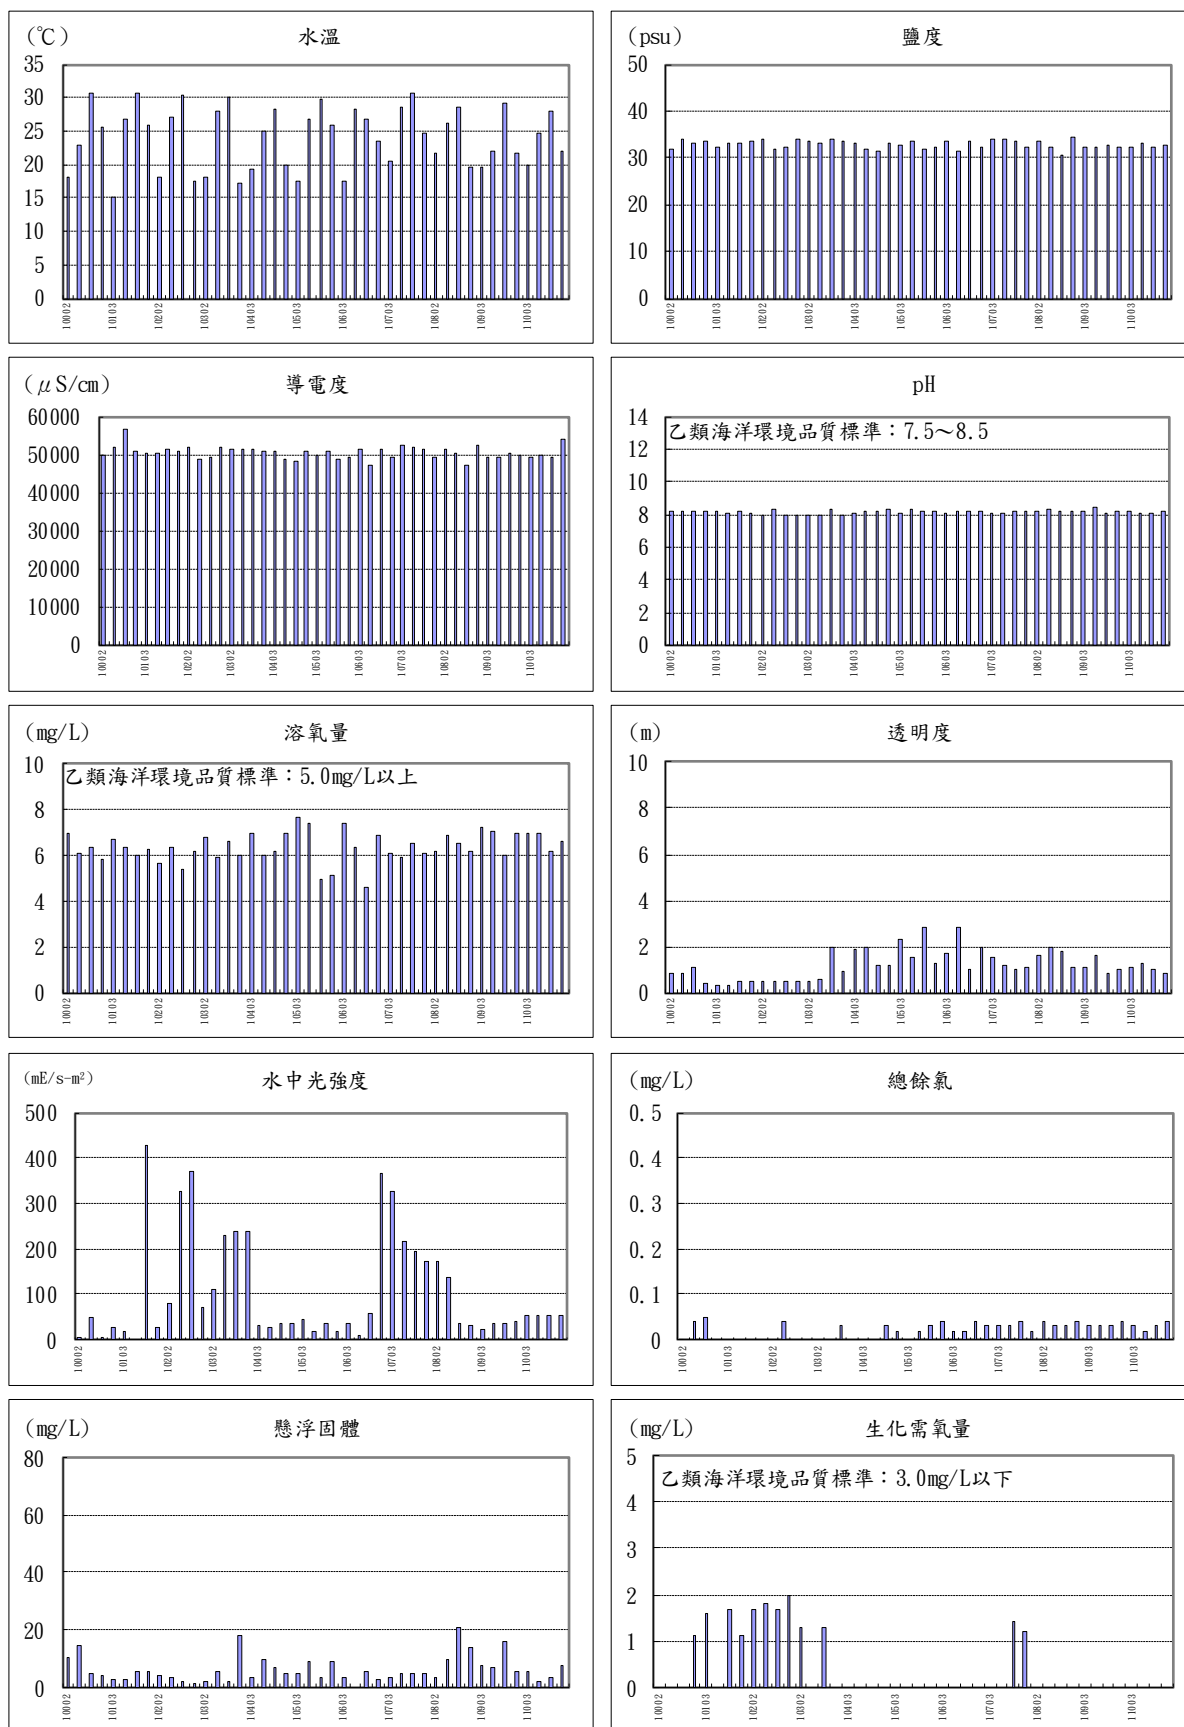 (℃) 水溫
35
30
25
20
15
10
5
0
10002 10103 10202 10302 10403 10503 10603 10703 10802 10903 11003
(psu) 鹽度
50
40
30
20
10
0
10002 10103 10202 10302 10403 10503 10603 10703 10802 10903 11003
(μS/cm) 導電度
60000
50000
40000
30000
20000
10000
0
10002 10103 10202 10302 10403 10503 10603 10703 10802 10903 11003
pH
乙類海洋環境品質標準：7.5～8.5
14
12
10
8
6
4
2
0
10002 10103 10202 10302 10403 10503 10603 10703 10802 10903 11003
(mg/L) 溶氧量
乙類海洋環境品質標準：5.0mg/L以上
10
8
6
4
2
0
10002 10103 10202 10302 10403 10503 10603 10703 10802 10903 11003
(m) 透明度
10
8
6
4
2
0
10002 10103 10202 10302 10403 10503 10603 10703 10802 10903 11003
(mE/s-m²) 水中光強度
500
400
300
200
100
0
10002 10103 10202 10302 10403 10503 10603 10703 10802 10903 11003
(mg/L) 總餘氯
0.5
0.4
0.3
0.2
0.1
0
10002 10103 10202 10302 10403 10503 10603 10703 10802 10903 11003
(mg/L) 懸浮固體
80
60
40
20
0
10002 10103 10202 10302 10403 10503 10603 10703 10802 10903 11003
(mg/L) 生化需氧量
乙類海洋環境品質標準：3.0mg/L以下
5
4
3
2
1
0
10002 10103 10202 10302 10403 10503 10603 10703 10802 10903 11003